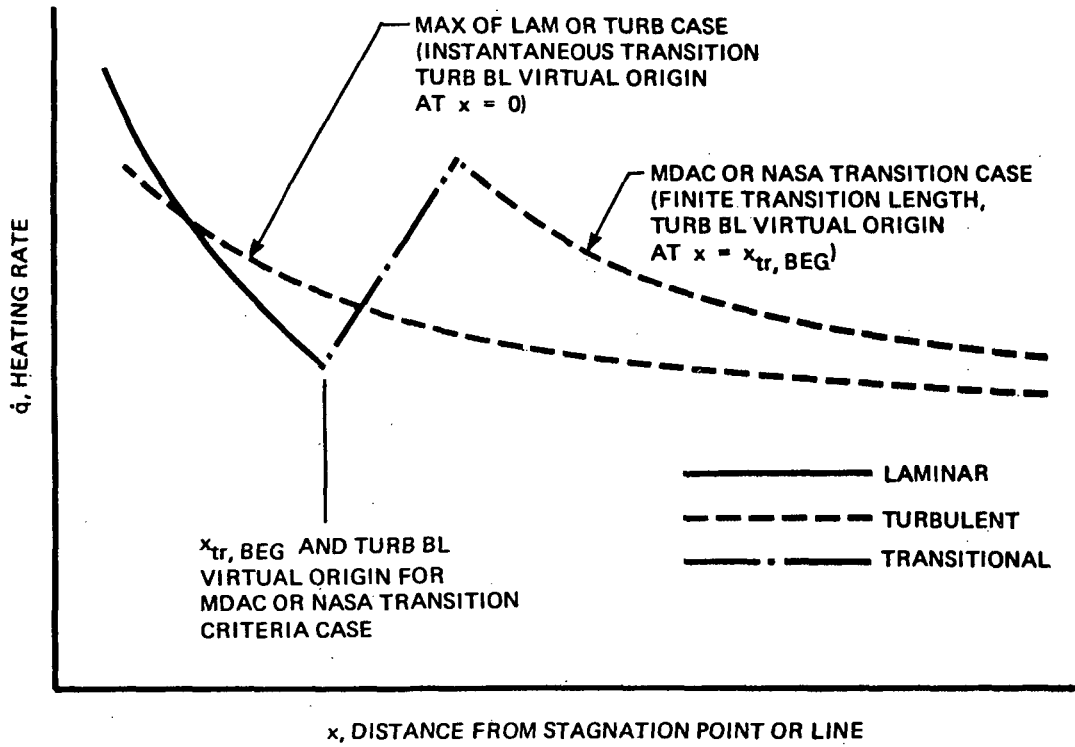 MAX OF LAM OR TURB CASE
(INSTANTANEOUS TRANSITION
TURB BL VIRTUAL ORIGIN
AT x = 0)
MDAC OR NASA TRANSITION CASE
(FINITE TRANSITION LENGTH,
TURB BL VIRTUAL ORIGIN
AT x = xtr, BEG)
q̇, HEATING RATE
LAMINAR
TURBULENT
TRANSITIONAL
xtr, BEG AND TURB BL
VIRTUAL ORIGIN FOR
MDAC OR NASA TRANSITION
CRITERIA CASE
x, DISTANCE FROM STAGNATION POINT OR LINE